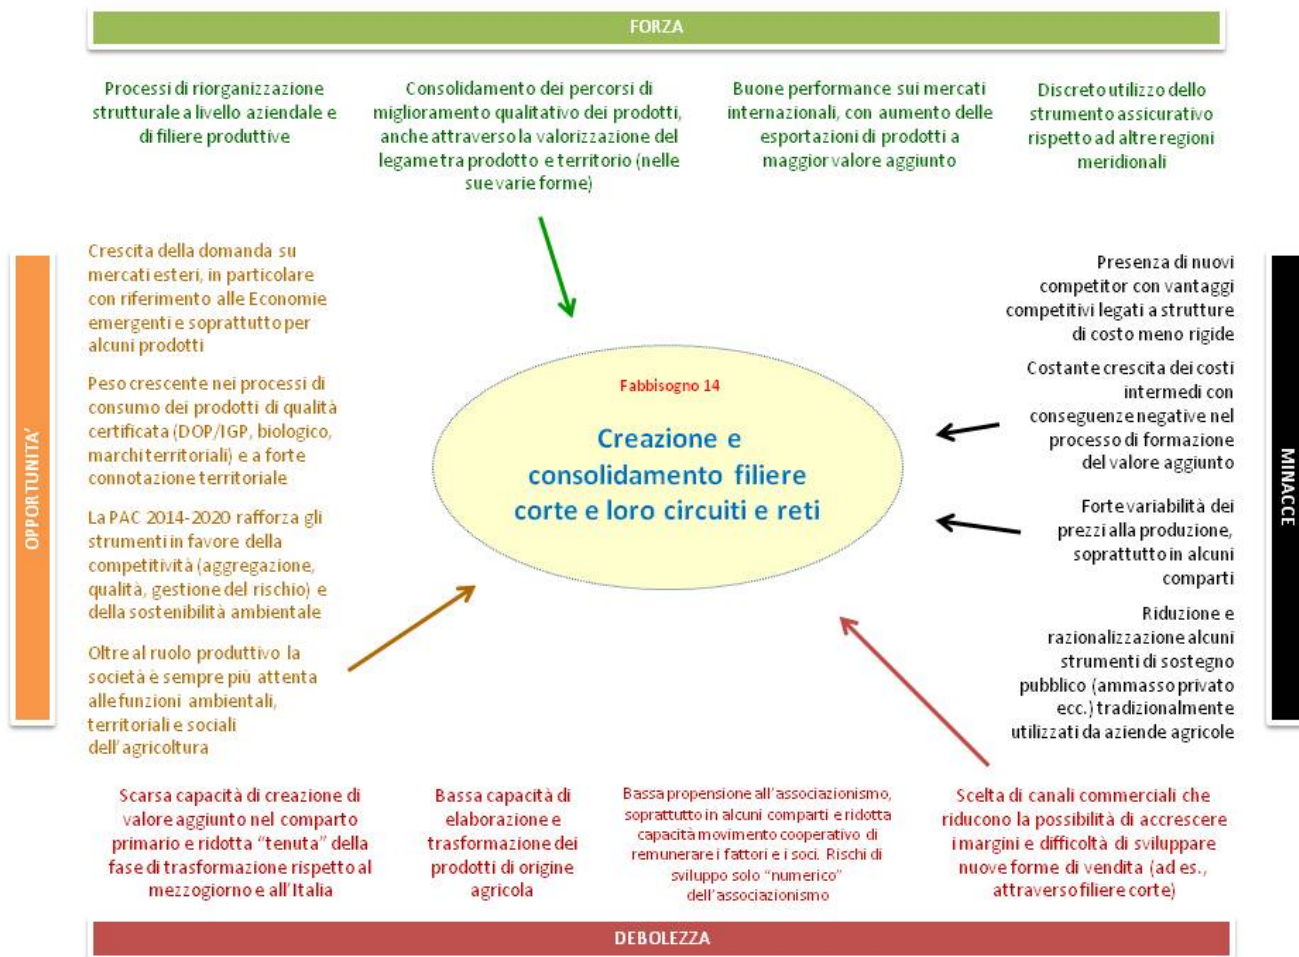 FORZA
Processi di riorganizzazione
strutturale a livello aziendale e
di filiere produttive
Consolidamento dei percorsi di
miglioramento qualitativo dei prodotti,
anche attraverso la valorizzazione del
legame tra prodotto e territorio (nelle
sue varie forme)
Buone performance sui mercati
internazionali, con aumento delle
esportazioni di prodotti a
maggior valore aggiunto
Discreto utilizzo dello
strumento assicurativo
rispetto ad altre regioni
meridionali
OPPORTUNITA'
Crescita della domanda su
mercati esteri, in particolare
con riferimento alle Economie
emergenti e soprattutto per
alcuni prodotti
Peso crescente nei processi di
consumo dei prodotti di qualità
certificata (DOP/IGP, biologico,
marchi territoriali) e a forte
connotazione territoriale
La PAC 2014-2020 rafforza gli
strumenti in favore della
competitività (aggregazione,
qualità, gestione del rischio) e
della sostenibilità ambientale
Oltre al ruolo produttivo la
società è sempre più attenta
alle funzioni ambientali,
territoriali e sociali
dell'agricoltura
Fabbisogno 14
Creazione e
consolidamento filiere
corte e loro circuiti e reti
Presenza di nuovi
competitor con vantaggi
competitivi legati a strutture
di costo meno rigide
Costante crescita dei costi
intermedi con
conseguenze negative nel
processo di formazione
del valore aggiunto
Forte variabilità dei
prezzi alla produzione,
soprattutto in alcuni
comparti
Riduzione e
razionalizzazione alcuni
strumenti di sostegno
pubblico (ammasso privato
ecc.) tradizionalmente
utilizzati da aziende agricole
MINACCE
Scarsa capacità di creazione di
valore aggiunto nel comparto
primario e ridotta "tenuta" della
fase di trasformazione rispetto al
mezzogiorno e all'Italia
Bassa capacità di
elaborazione e
trasformazione dei
prodotti di origine
agricola
Bassa propensione all'associazionismo,
soprattutto in alcuni comparti e ridotta
capacità movimento cooperativo di
remunerare i fattori e i soci. Rischi di
sviluppo solo "numerico"
dell'associazionismo
Scelta di canali commerciali che
riducono la possibilità di accrescere
i margini e difficoltà di sviluppare
nuove forme di vendita (ad es.,
attraverso filiere corte)
DEBOLEZZA